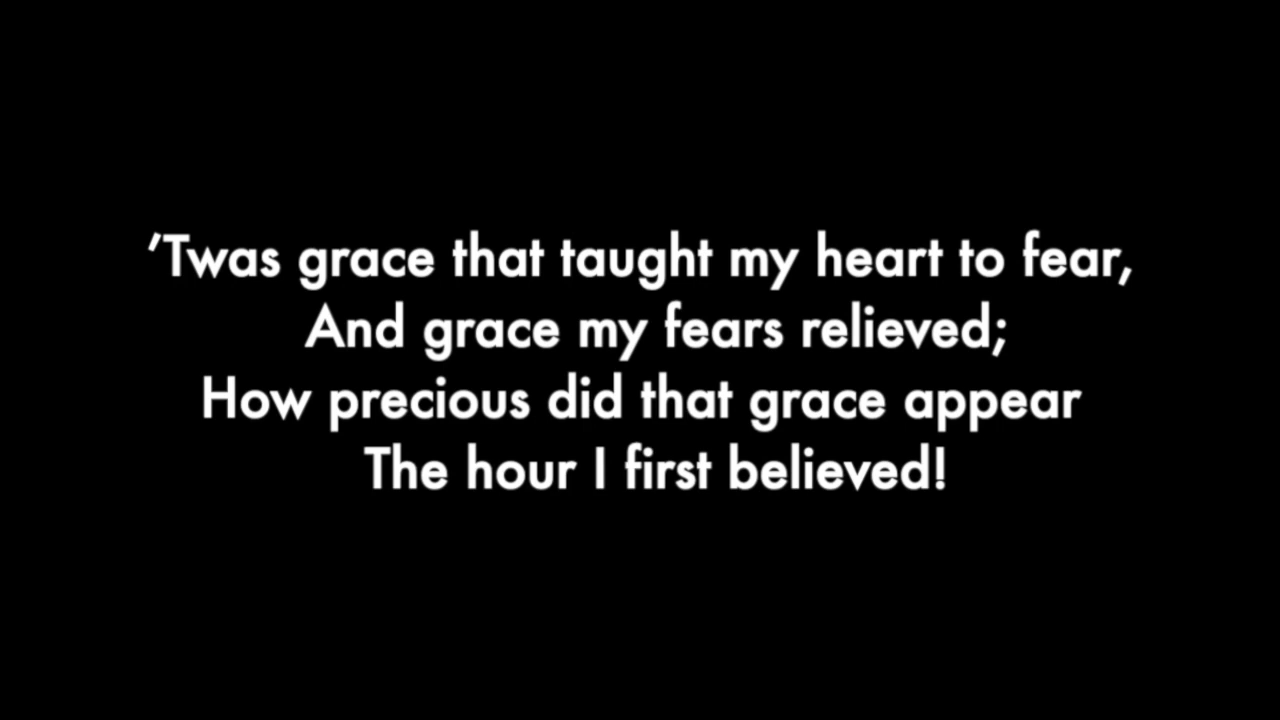 ’Twas grace that taught my heart to fear,
And grace my fears relieved;
How precious did that grace appear
The hour I first believed!